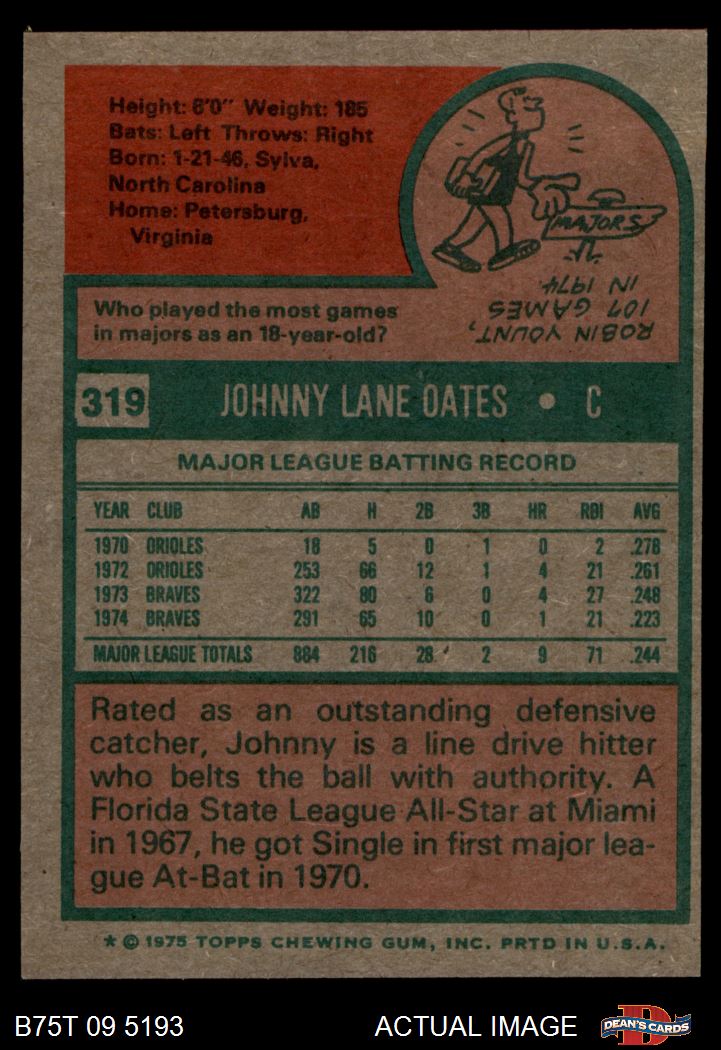 Height: 6'0" Weight: 185
Bats: Left Throws: Right
Born: 1-21-46, Sylva,
North Carolina
Home: Petersburg,
Virginia
MAJORS
Who played the most games
in majors as an 18-year-old?
ROBIN YOUNT,
107 GAMES
IN 1974.
319 JOHNNY LANE OATES • C
MAJOR LEAGUE BATTING RECORD
YEAR CLUB AB H 2B 3B HR RBI AVG
1970 ORIOLES 18 5 0 1 0 2 .278
1972 ORIOLES 253 66 12 1 4 21 .261
1973 BRAVES 322 80 6 0 4 27 .248
1974 BRAVES 291 65 10 0 1 21 .223
MAJOR LEAGUE TOTALS 884 216 28 2 9 71 .244
Rated as an outstanding defensive
catcher, Johnny is a line drive hitter
who belts the ball with authority. A
Florida State League All-Star at Miami
in 1967, he got Single in first major lea-
gue At-Bat in 1970.
* © 1975 TOPPS CHEWING GUM, INC. PRTD IN U.S.A.
B75T 09 5193 ACTUAL IMAGE DEAN'S CARDS